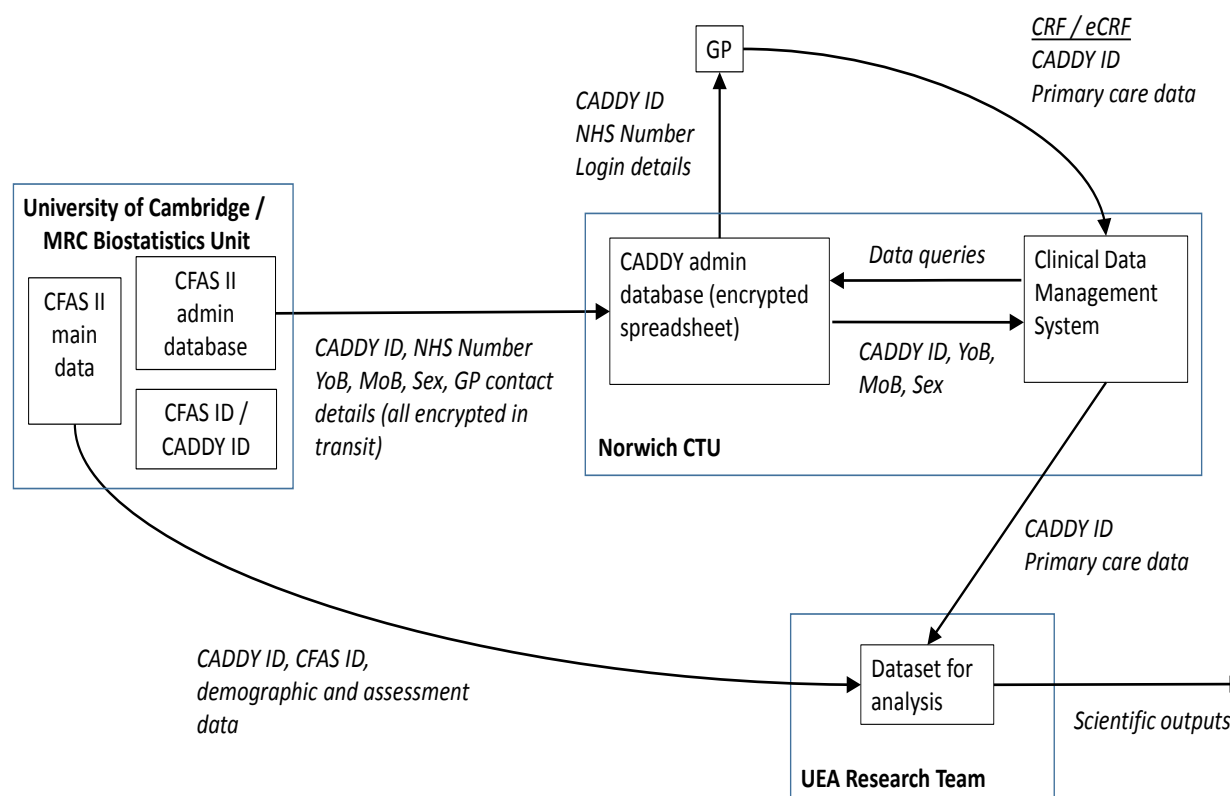 GP
CRF / eCRF
CADDY ID
Primary care data
CADDY ID
NHS Number
Login details
University of Cambridge /
MRC Biostatistics Unit
CFAS II
main
data
CFAS II
admin
database
CFAS ID /
CADDY ID
CADDY ID, NHS Number
YoB, MoB, Sex, GP contact
details (all encrypted in
transit)
CADDY admin
database (encrypted
spreadsheet)
Data queries
CADDY ID, YoB,
MoB, Sex
Clinical Data
Management
System
Norwich CTU
CADDY ID
Primary care data
CADDY ID, CFAS ID,
demographic and assessment
data
Dataset for
analysis
Scientific outputs
UEA Research Team